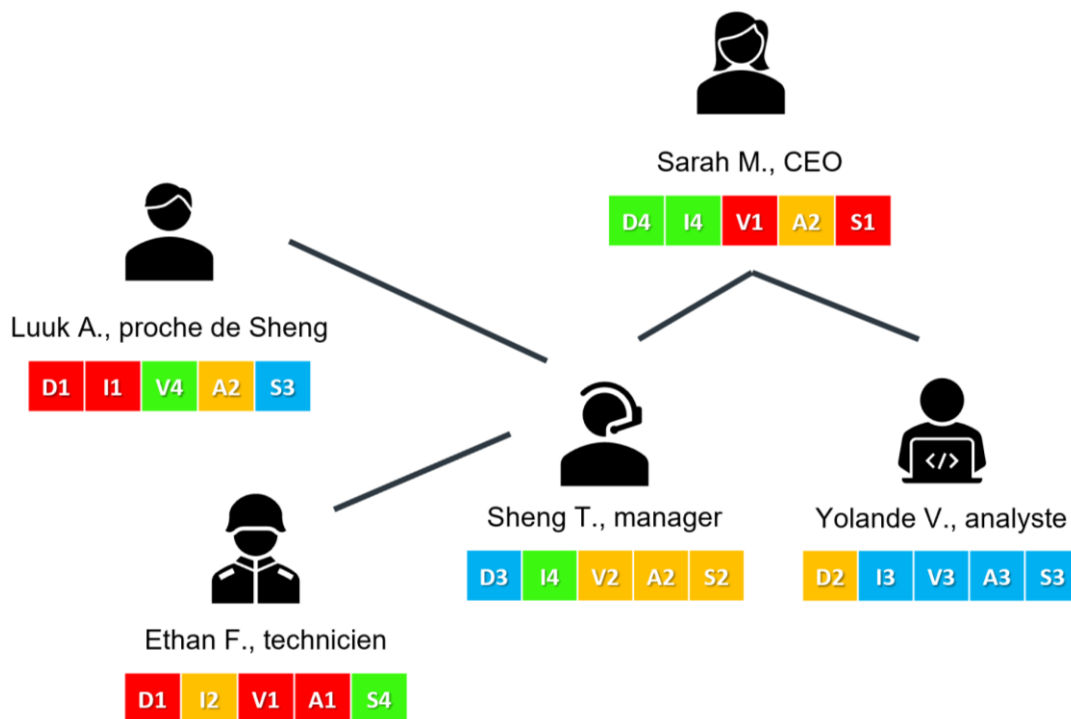 Sarah M., CEO
D4 I4 V1 A2 S1
Luuk A., proche de Sheng
D1 I1 V4 A2 S3
</>
Sheng T., manager
D3 I4 V2 A2 S2
Yolande V., analyste
D2 I3 V3 A3 S3
Ethan F., technicien
D1 I2 V1 A1 S4